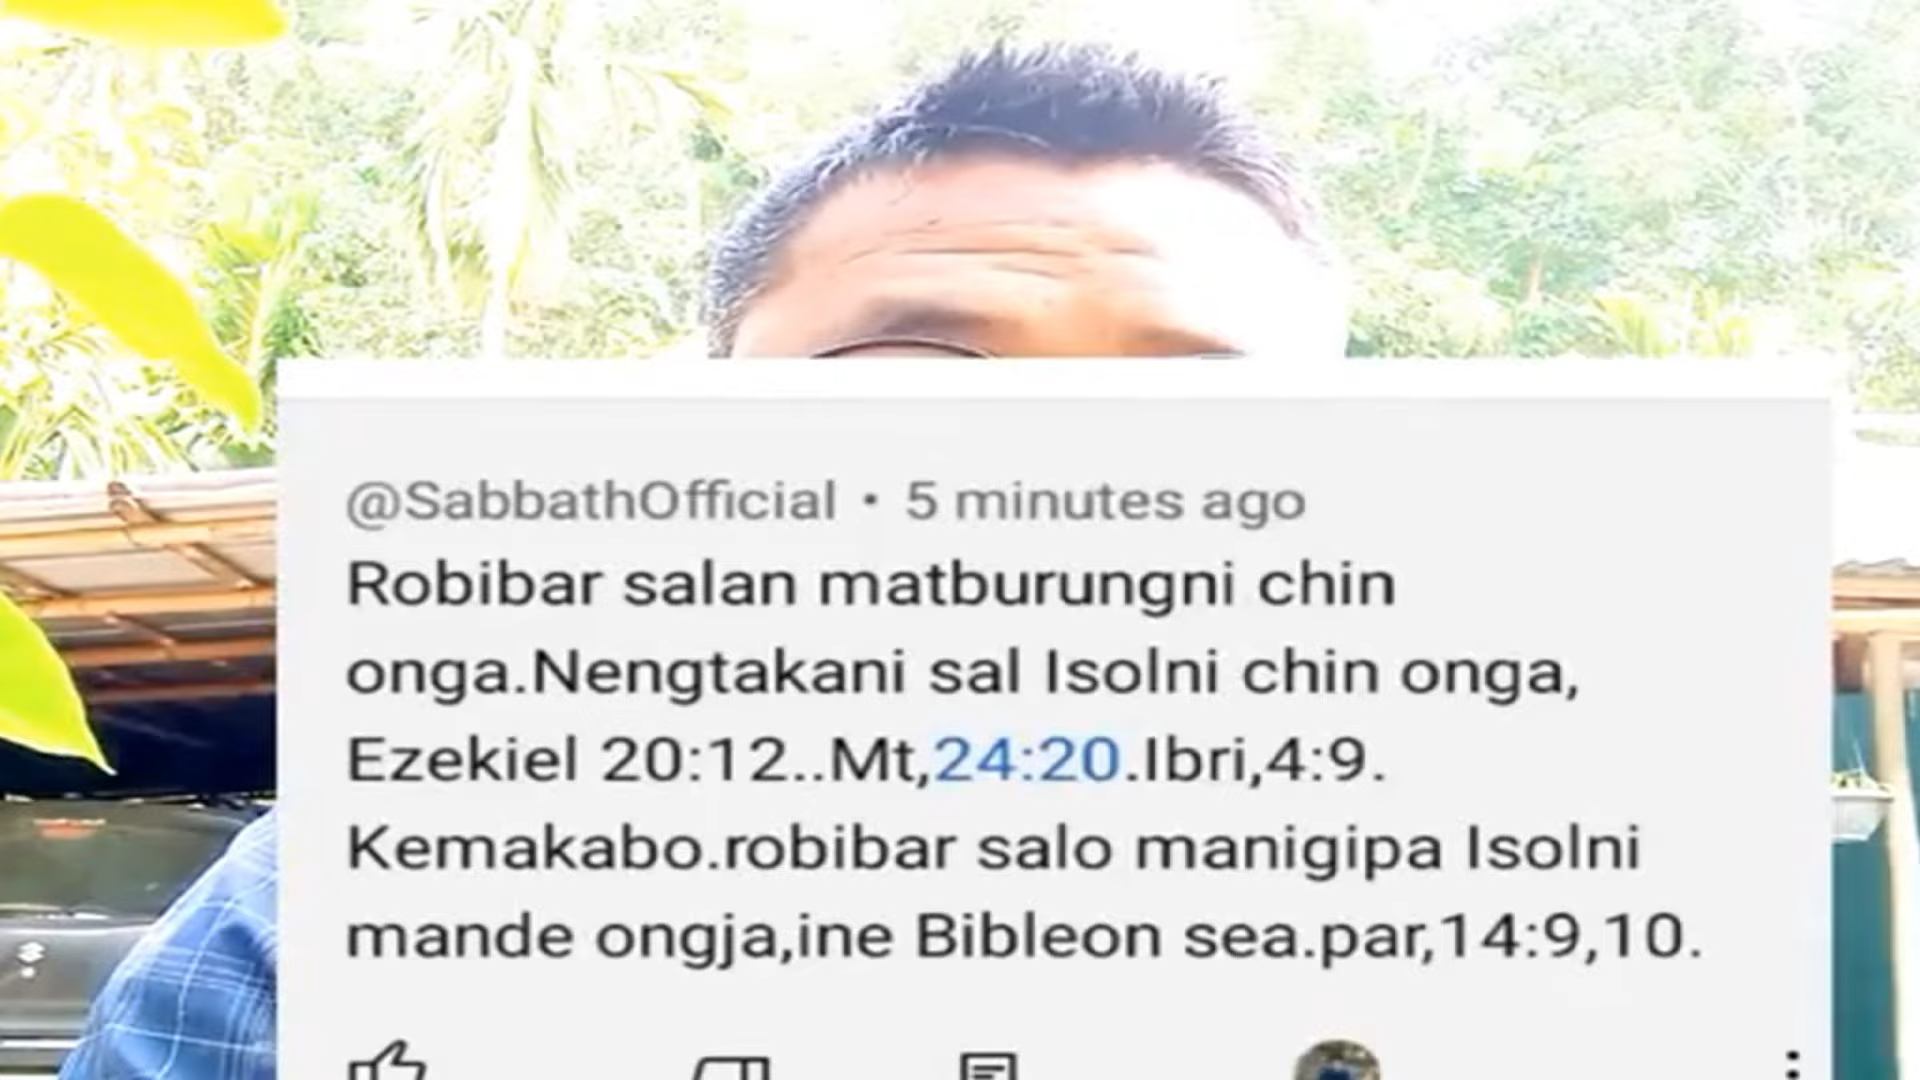 @SabbathOfficial • 5 minutes ago
Robibar salan matburungni chin
onga.Nengtakani sal Isolni chin onga,
Ezekiel 20:12..Mt,24:20.Ibri,4:9.
Kemakabo.robibar salo manigipa Isolni
mande ongja,ine Bibleon sea.par,14:9,10.